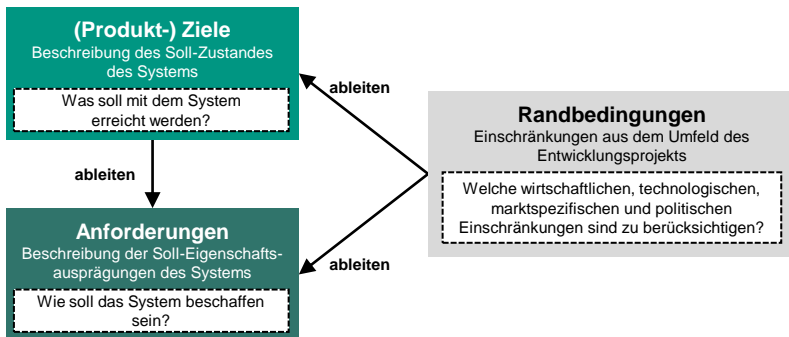 (Produkt-) Ziele
Beschreibung des Soll-Zustandes
des Systems
Was soll mit dem System
erreicht werden?
ableiten
ableiten
Anforderungen
Beschreibung der Soll-Eigenschafts-
ausprägungen des Systems
Wie soll das System beschaffen
sein?
ableiten
Randbedingungen
Einschränkungen aus dem Umfeld des
Entwicklungsprojekts
Welche wirtschaftlichen, technologischen,
marktspezifischen und politischen
Einschränkungen sind zu berücksichtigen?